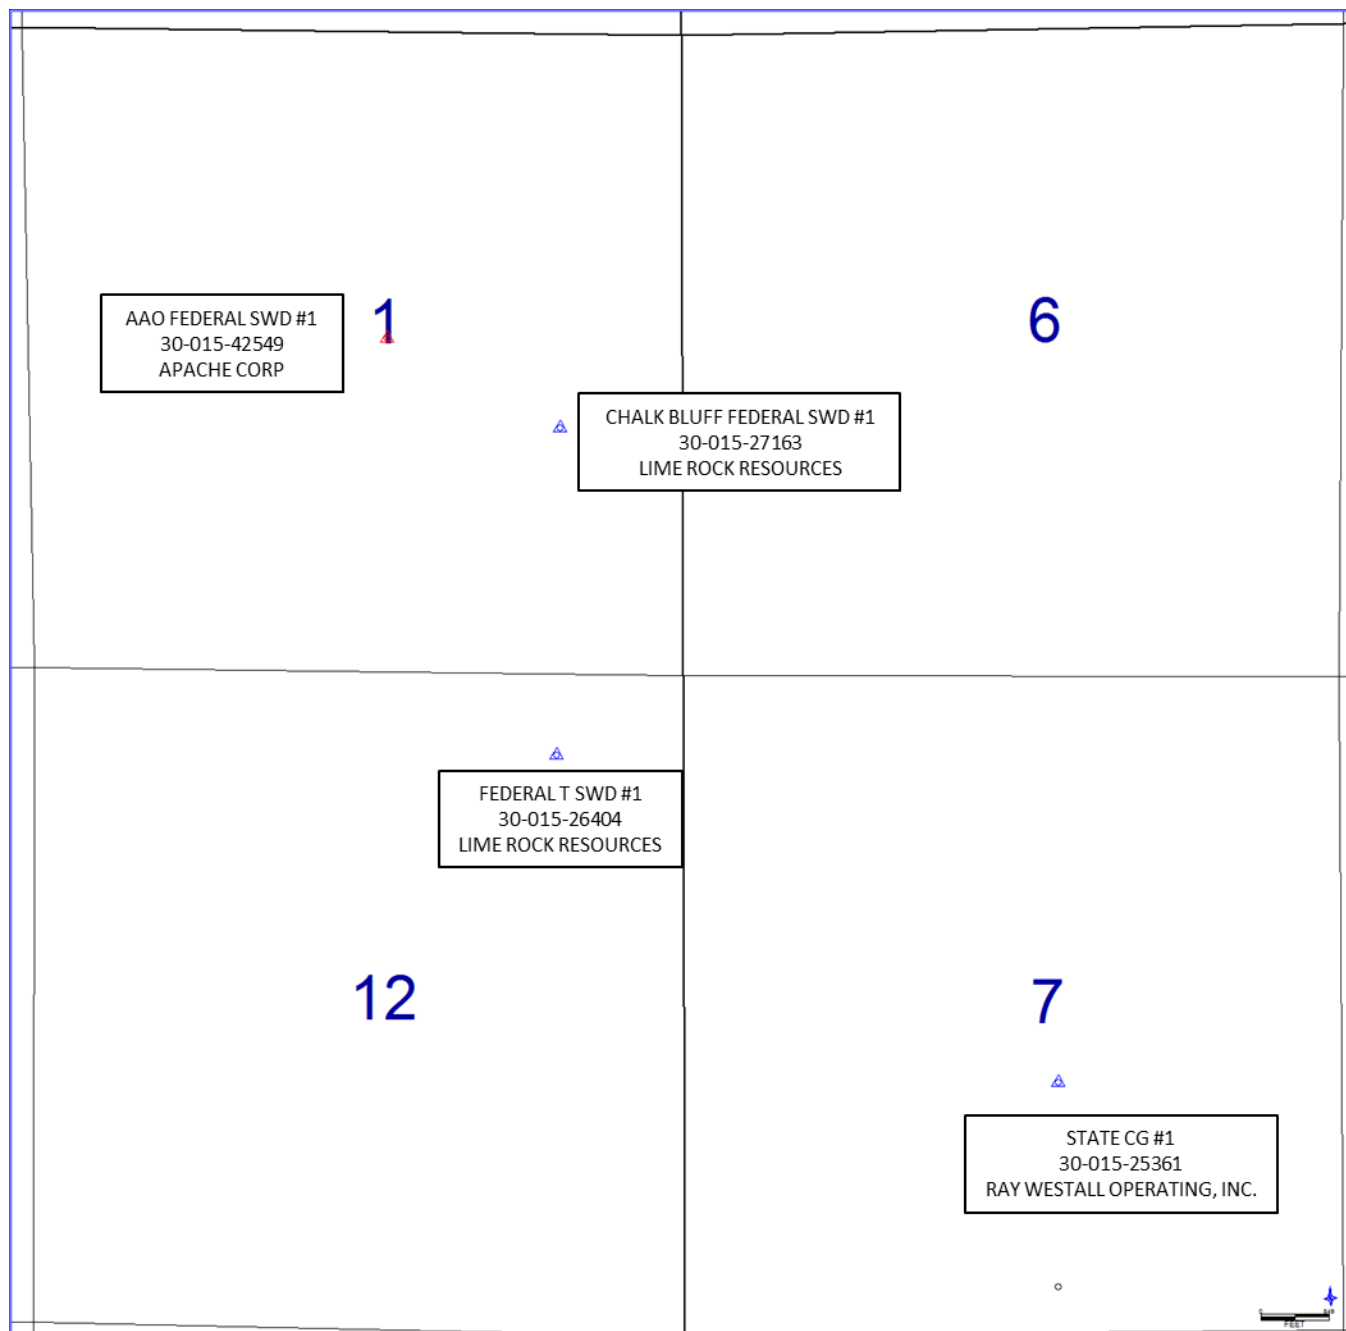 1
6
AAO FEDERAL SWD #1
30-015-42549
APACHE CORP
CHALK BLUFF FEDERAL SWD #1
30-015-27163
LIME ROCK RESOURCES
FEDERAL T SWD #1
30-015-26404
LIME ROCK RESOURCES
12
7
STATE CG #1
30-015-25361
RAY WESTALL OPERATING, INC.
0
FEET